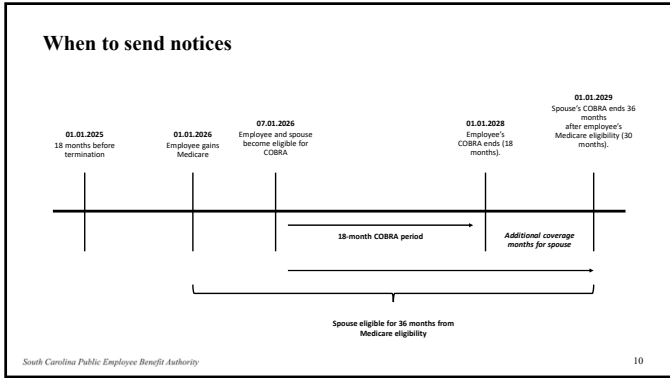 When to send notices
01.01.2025
18 months before
termination
01.01.2026
Employee gains
Medicare
07.01.2026
Employee and spouse
become eligible for
COBRA
01.01.2028
Employee's
COBRA ends (18
months).
01.01.2029
Spouse's COBRA ends 36
months
after employee's
Medicare eligibility (30
months).
18-month COBRA period
Additional coverage
months for spouse
Spouse eligible for 36 months from
Medicare eligibility
South Carolina Public Employee Benefit Authority
10